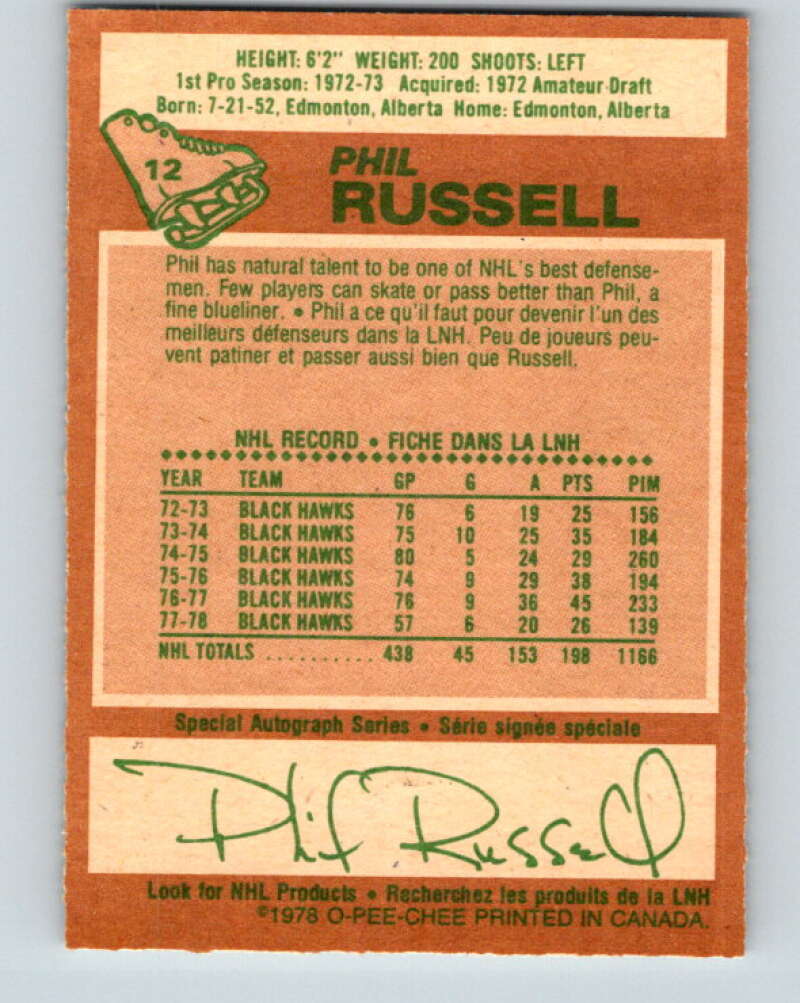 HEIGHT: 6'2" WEIGHT: 200 SHOOTS: LEFT
1st Pro Season: 1972-73 Acquired: 1972 Amateur Draft
Born: 7-21-52, Edmonton, Alberta Home: Edmonton, Alberta
12
PHIL
RUSSELL
Phil has natural talent to be one of NHL's best defense-
men. Few players can skate or pass better than Phil, a
fine blueliner. • Phil a ce qu'il faut pour devenir l'un des
meilleurs défenseurs dans la LNH. Peu de joueurs peu-
vent patiner et passer aussi bien que Russell.
NHL RECORD • FICHE DANS LA LNH
YEAR TEAM GP G A PTS PIM
72-73 BLACK HAWKS 76 6 19 25 156
73-74 BLACK HAWKS 75 10 25 35 184
74-75 BLACK HAWKS 80 5 24 29 260
75-76 BLACK HAWKS 74 9 29 38 194
76-77 BLACK HAWKS 76 9 36 45 233
77-78 BLACK HAWKS 57 6 20 26 139
NHL TOTALS .......... 438 45 153 198 1166
Special Autograph Series • Série signée spéciale
Phil Russell
Look for NHL Products • Recherchez les produits de la LNH
©1978 O-PEE-CHEE PRINTED IN CANADA.